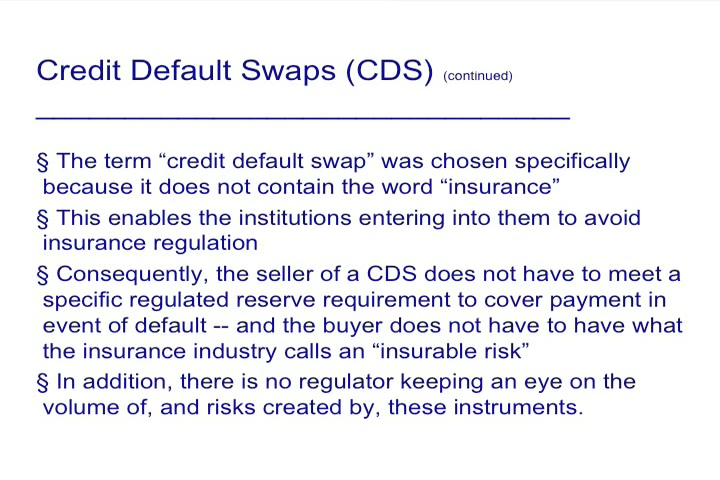 Credit Default Swaps (CDS) (continued)
§ The term “credit default swap” was chosen specifically
because it does not contain the word “insurance”
§ This enables the institutions entering into them to avoid
insurance regulation
§ Consequently, the seller of a CDS does not have to meet a
specific regulated reserve requirement to cover payment in
event of default -- and the buyer does not have to have what
the insurance industry calls an “insurable risk”
§ In addition, there is no regulator keeping an eye on the
volume of, and risks created by, these instruments.